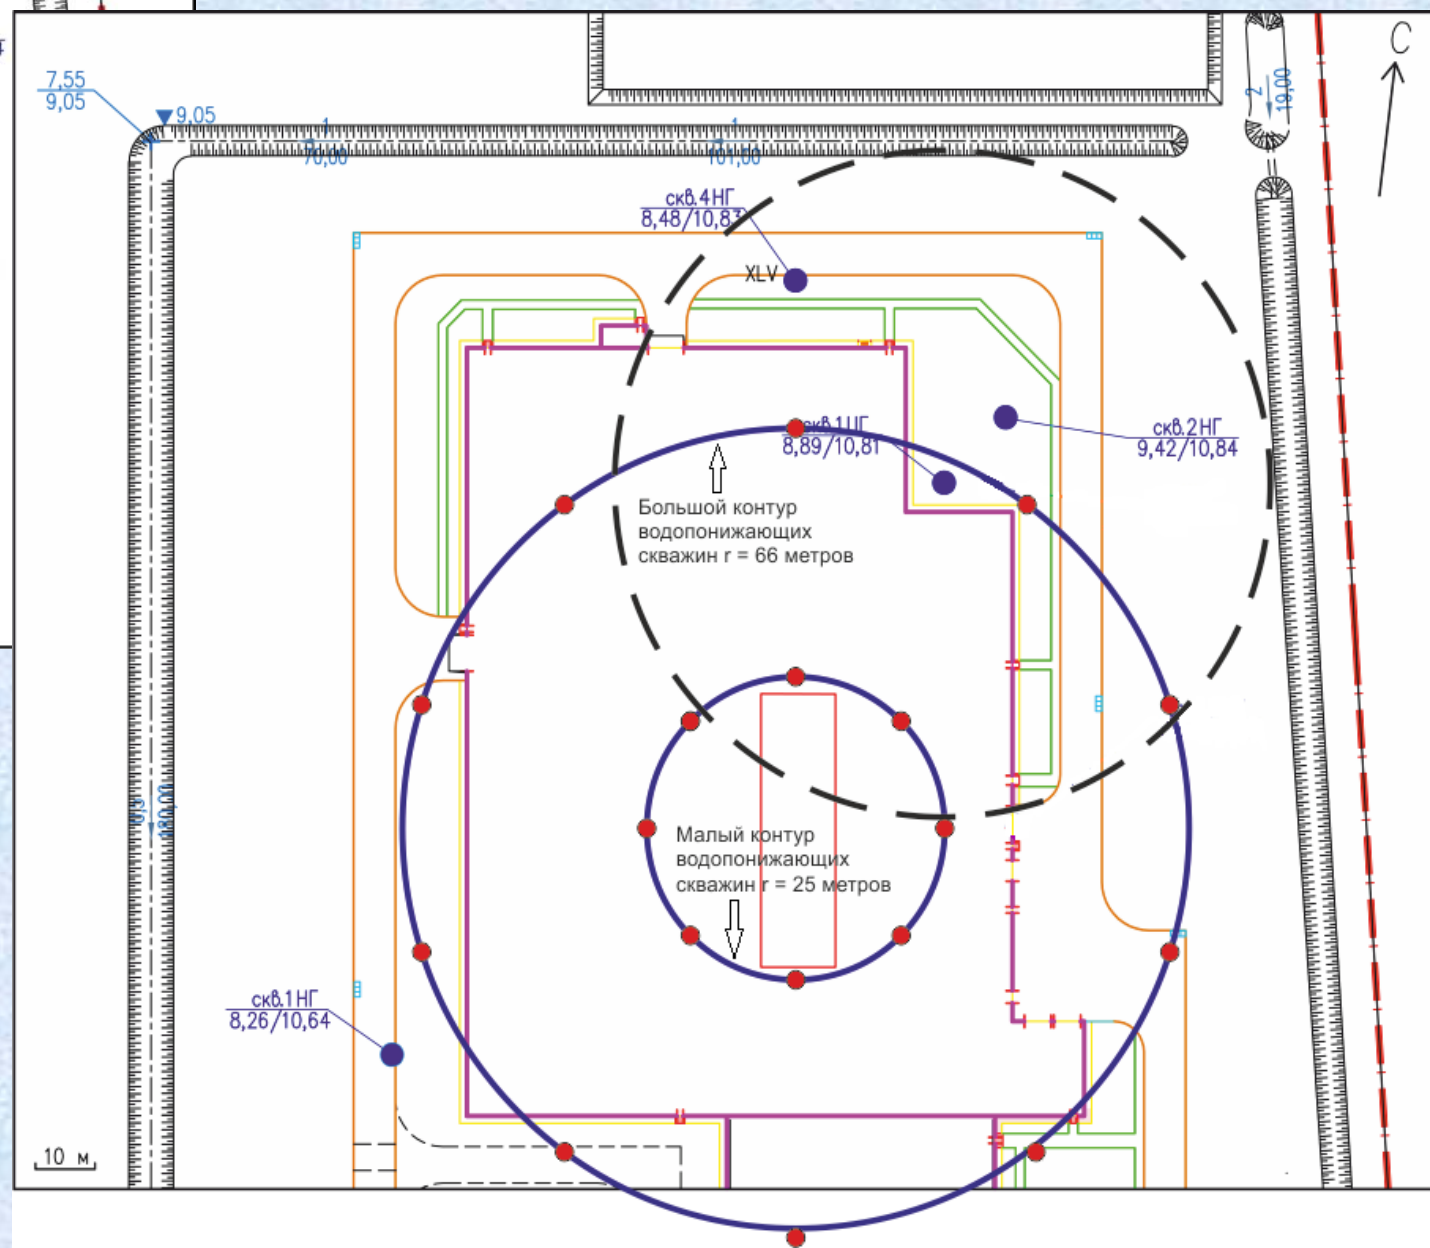 С
7,55
9,05
9,05
1
70,00
1
101,00
2
19,00
скв.4НГ
8,48/10,83
XLV
скв.1ЦГ
8,89/10,81
скв.2НГ
9,42/10,84
Большой контур
водопонижающих
скважин r = 66 метров
Малый контур
водопонижающих
скважин r = 25 метров
180,00
скв.1НГ
8,26/10,64
10 м